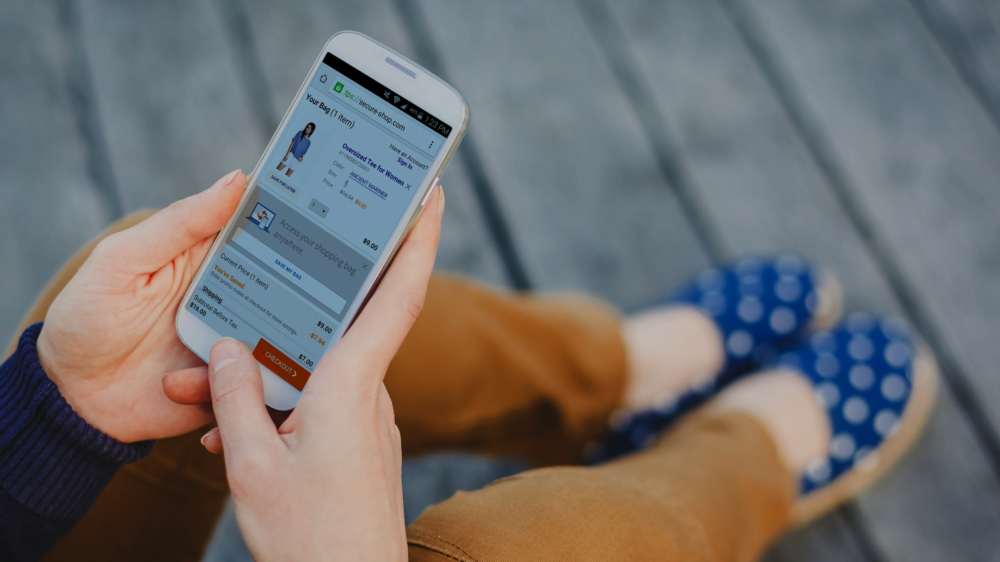 46% 1:23 PM
:tps://secure-shop.com
Your Bag (1 item)
Have an Account?
Sign In
Oversized Tee for Women
#1198580120001
Color: ANCIENT MARINER
Size: S
Price: $16.94 $9.00
SAVE FOR LATER
1
$9.00
Access your shopping bag
anywhere.
SAVE MY BAG
Current Price (1 item) $9.00
You've Saved: -$7.94
Enter promo codes at checkout for more savings.
Shipping $7.00
Subtotal Before Tax
$16.00
CHECKOUT